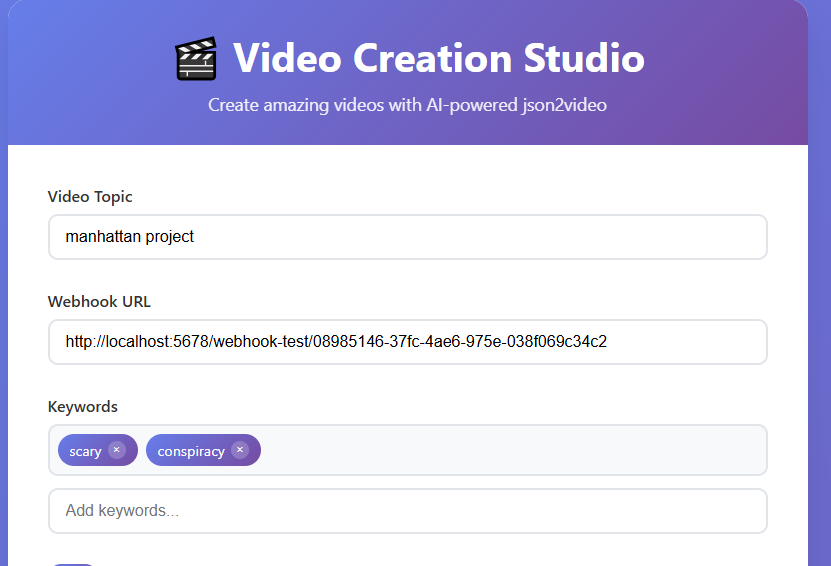 Video Creation Studio
Create amazing videos with AI-powered json2video
Video Topic
manhattan project
Webhook URL
http://localhost:5678/webhook-test/08985146-37fc-4ae6-975e-038f069c34c2
Keywords
scary × conspiracy ×
Add keywords...